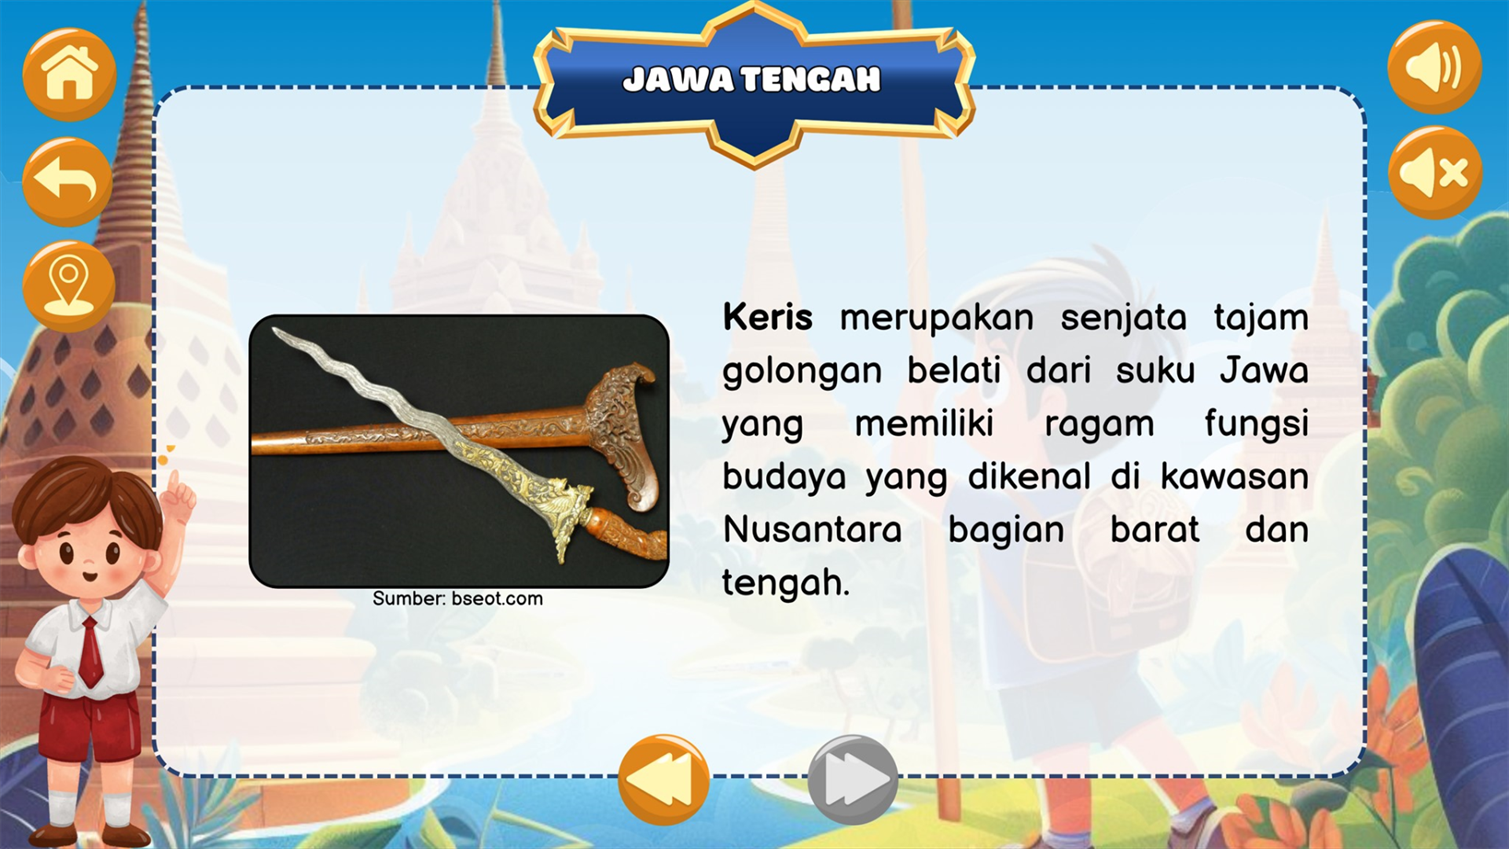 JAWA TENGAH
Keris merupakan senjata tajam
golongan belati dari suku Jawa
yang memiliki ragam fungsi
budaya yang dikenal di kawasan
Nusantara bagian barat dan
tengah.
Sumber: bseot.com